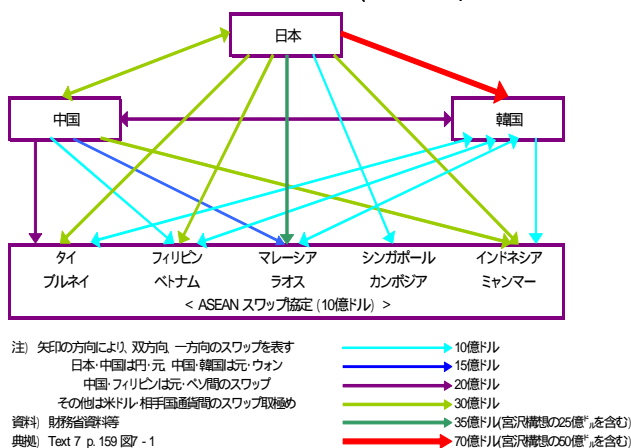 日本
中国
韓国
タイ フィリピン マレーシア シンガポール インドネシア
ブルネイ ベトナム ラオス カンボジア ミャンマー
< ASEAN スワップ協定 (10億ドル) >
注) 矢印の方向により、双方向、一方向のスワップを表す
日本・中国は円・元、中国・韓国は元・ウォン
中国・フィリピンは元・ペソ間のスワップ
その他は米ドル・相手国通貨間のスワップ取極め
資料) 財務省資料等
典拠) Text 7 p. 159 図7 - 1
10億ドル
15億ドル
20億ドル
30億ドル
35億ドル(宮沢構想の25億ドルを含む)
70億ドル(宮沢構想の50億ドルを含む)